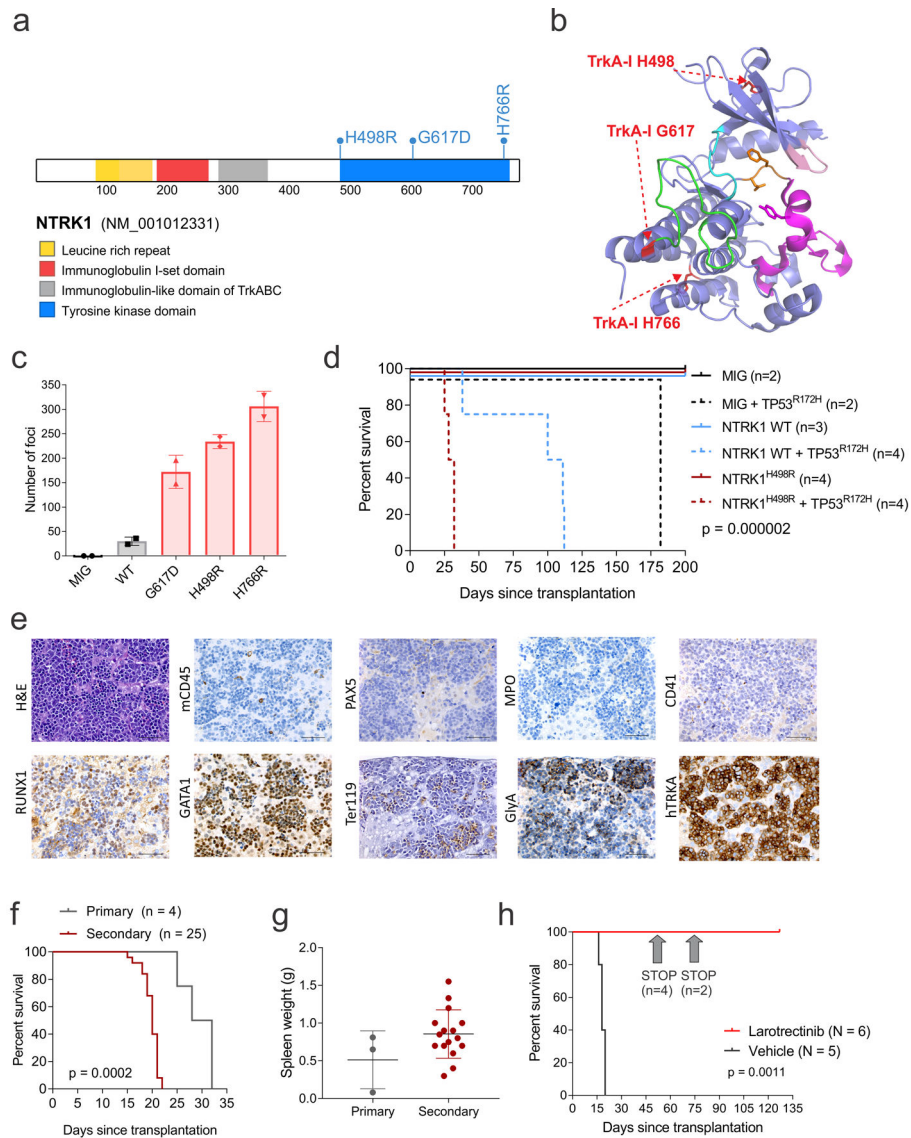 a
H498R
G617D
H766R
100 200 300 400 500 600 700
NTRK1 (NM_001012331)
Leucine rich repeat
Immunoglobulin I-set domain
Immunoglobulin-like domain of TrkABC
Tyrosine kinase domain
b
TrkA-I H498
TrkA-I G617
TrkA-I H766
c
Number of foci
350
300
250
200
150
100
50
0
MIG WT G617D H498R H766R
d
Percent survival
100
80
60
40
20
0
0 25 50 75 100 125 150 175 200
Days since transplantation
MIG (n=2)
MIG + TP53R172H (n=2)
NTRK1 WT (n=3)
NTRK1 WT + TP53R172H (n=4)
NTRK1H498R (n=4)
NTRK1H498R + TP53R172H (n=4)
p = 0.000002
e
H&E
mCD45
PAX5
MPO
CD41
RUNX1
GATA1
Ter119
GlyA
hTRKA
f
Primary (n = 4)
Secondary (n = 25)
Percent survival
100
80
60
40
20
0
p = 0.0002
0 5 10 15 20 25 30 35
Days since transplantation
g
Spleen weight (g)
2.0
1.5
1.0
0.5
0.0
Primary Secondary
h
Percent survival
100
80
60
40
20
0
STOP
(n=4)
STOP
(n=2)
Larotrectinib (N = 6)
Vehicle (N = 5)
p = 0.0011
0 15 30 45 60 75 90 105 120 135
Days since transplantation